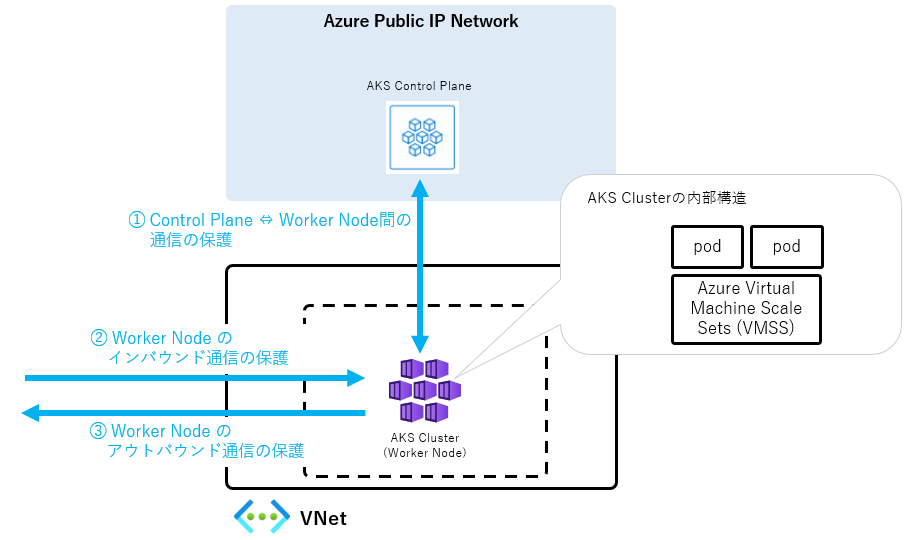 Azure Public IP Network
AKS Control Plane
① Control Plane ⇔ Worker Node間の
通信の保護
AKS Clusterの内部構造
pod
pod
Azure Virtual
Machine Scale
Sets (VMSS)
② Worker Node の
インバウンド通信の保護
③ Worker Node の
アウトバウンド通信の保護
AKS Cluster
(Worker Node)
VNet